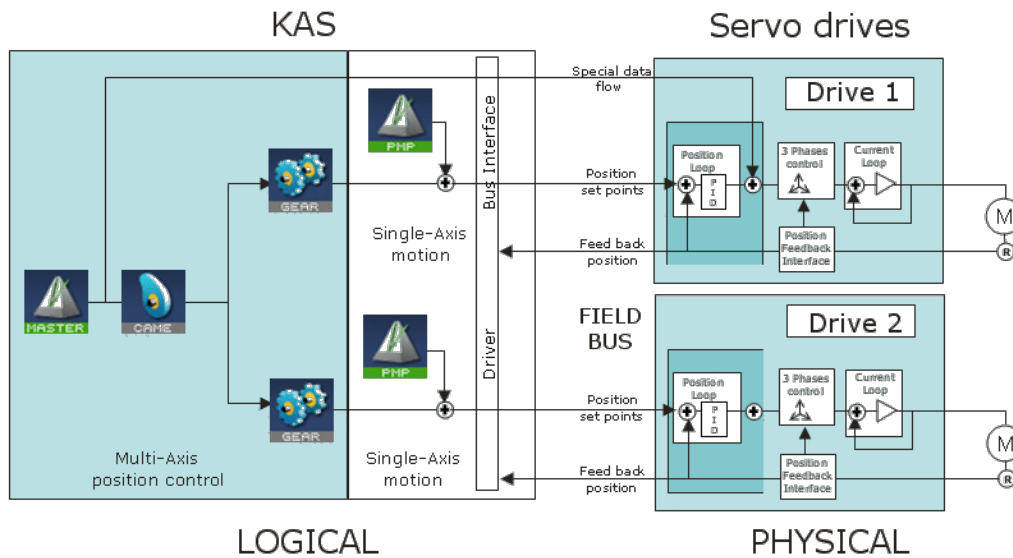 KAS
Servo drives
Special data
flow
Drive 1
PMP
Position
Loop
3 Phases
control
Current
Loop
P
I
D
Bus Interface
GEAR
Position
set points
Single-Axis
motion
Feed back
position
Position
Feedback
Interface
M
R
MASTER
CAME
FIELD
BUS
Drive 2
PMP
Driver
Position
Loop
3 Phases
control
Current
Loop
P
I
D
GEAR
Position
set points
Multi-Axis
position control
Single-Axis
motion
Feed back
position
Position
Feedback
Interface
M
R
LOGICAL
PHYSICAL